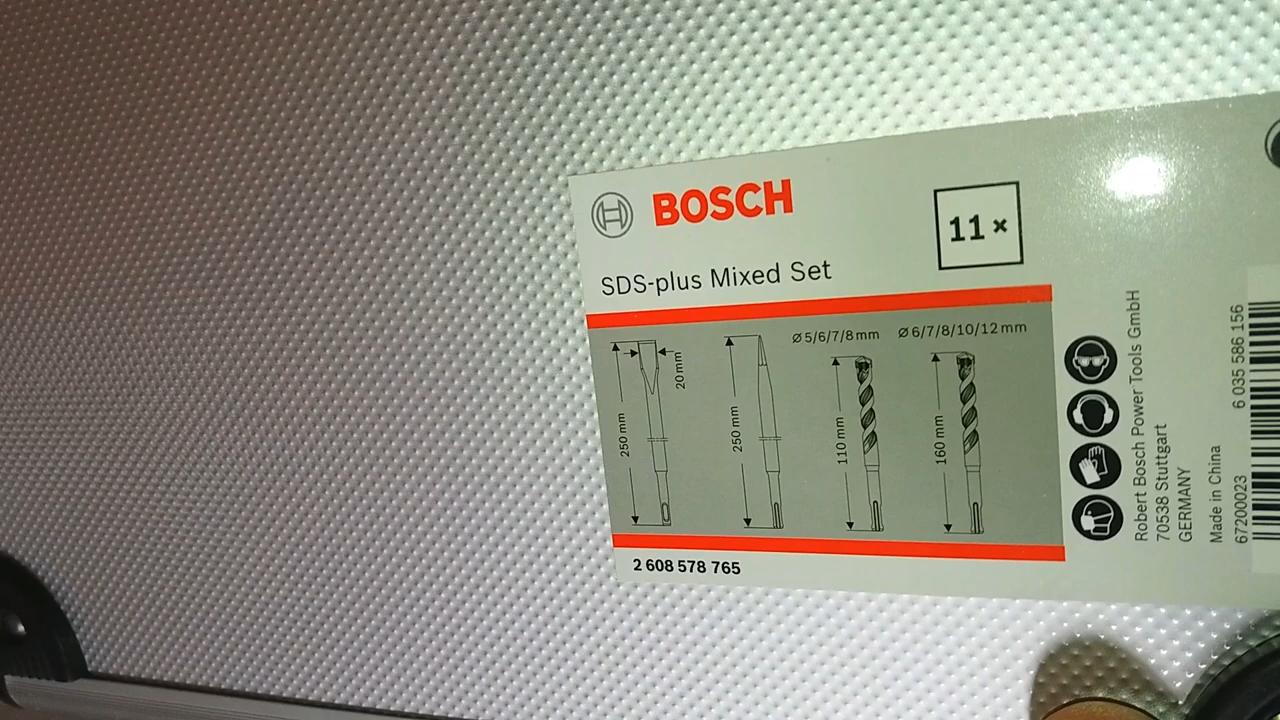 BOSCH
11 ×
SDS-plus Mixed Set
Ø 5/6/7/8 mm
Ø 6/7/8/10/12 mm
20 mm
250 mm
250 mm
110 mm
160 mm
2 608 578 765
Robert Bosch Power Tools GmbH
70538 Stuttgart
GERMANY
Made in China
67200023
6 035 586 156